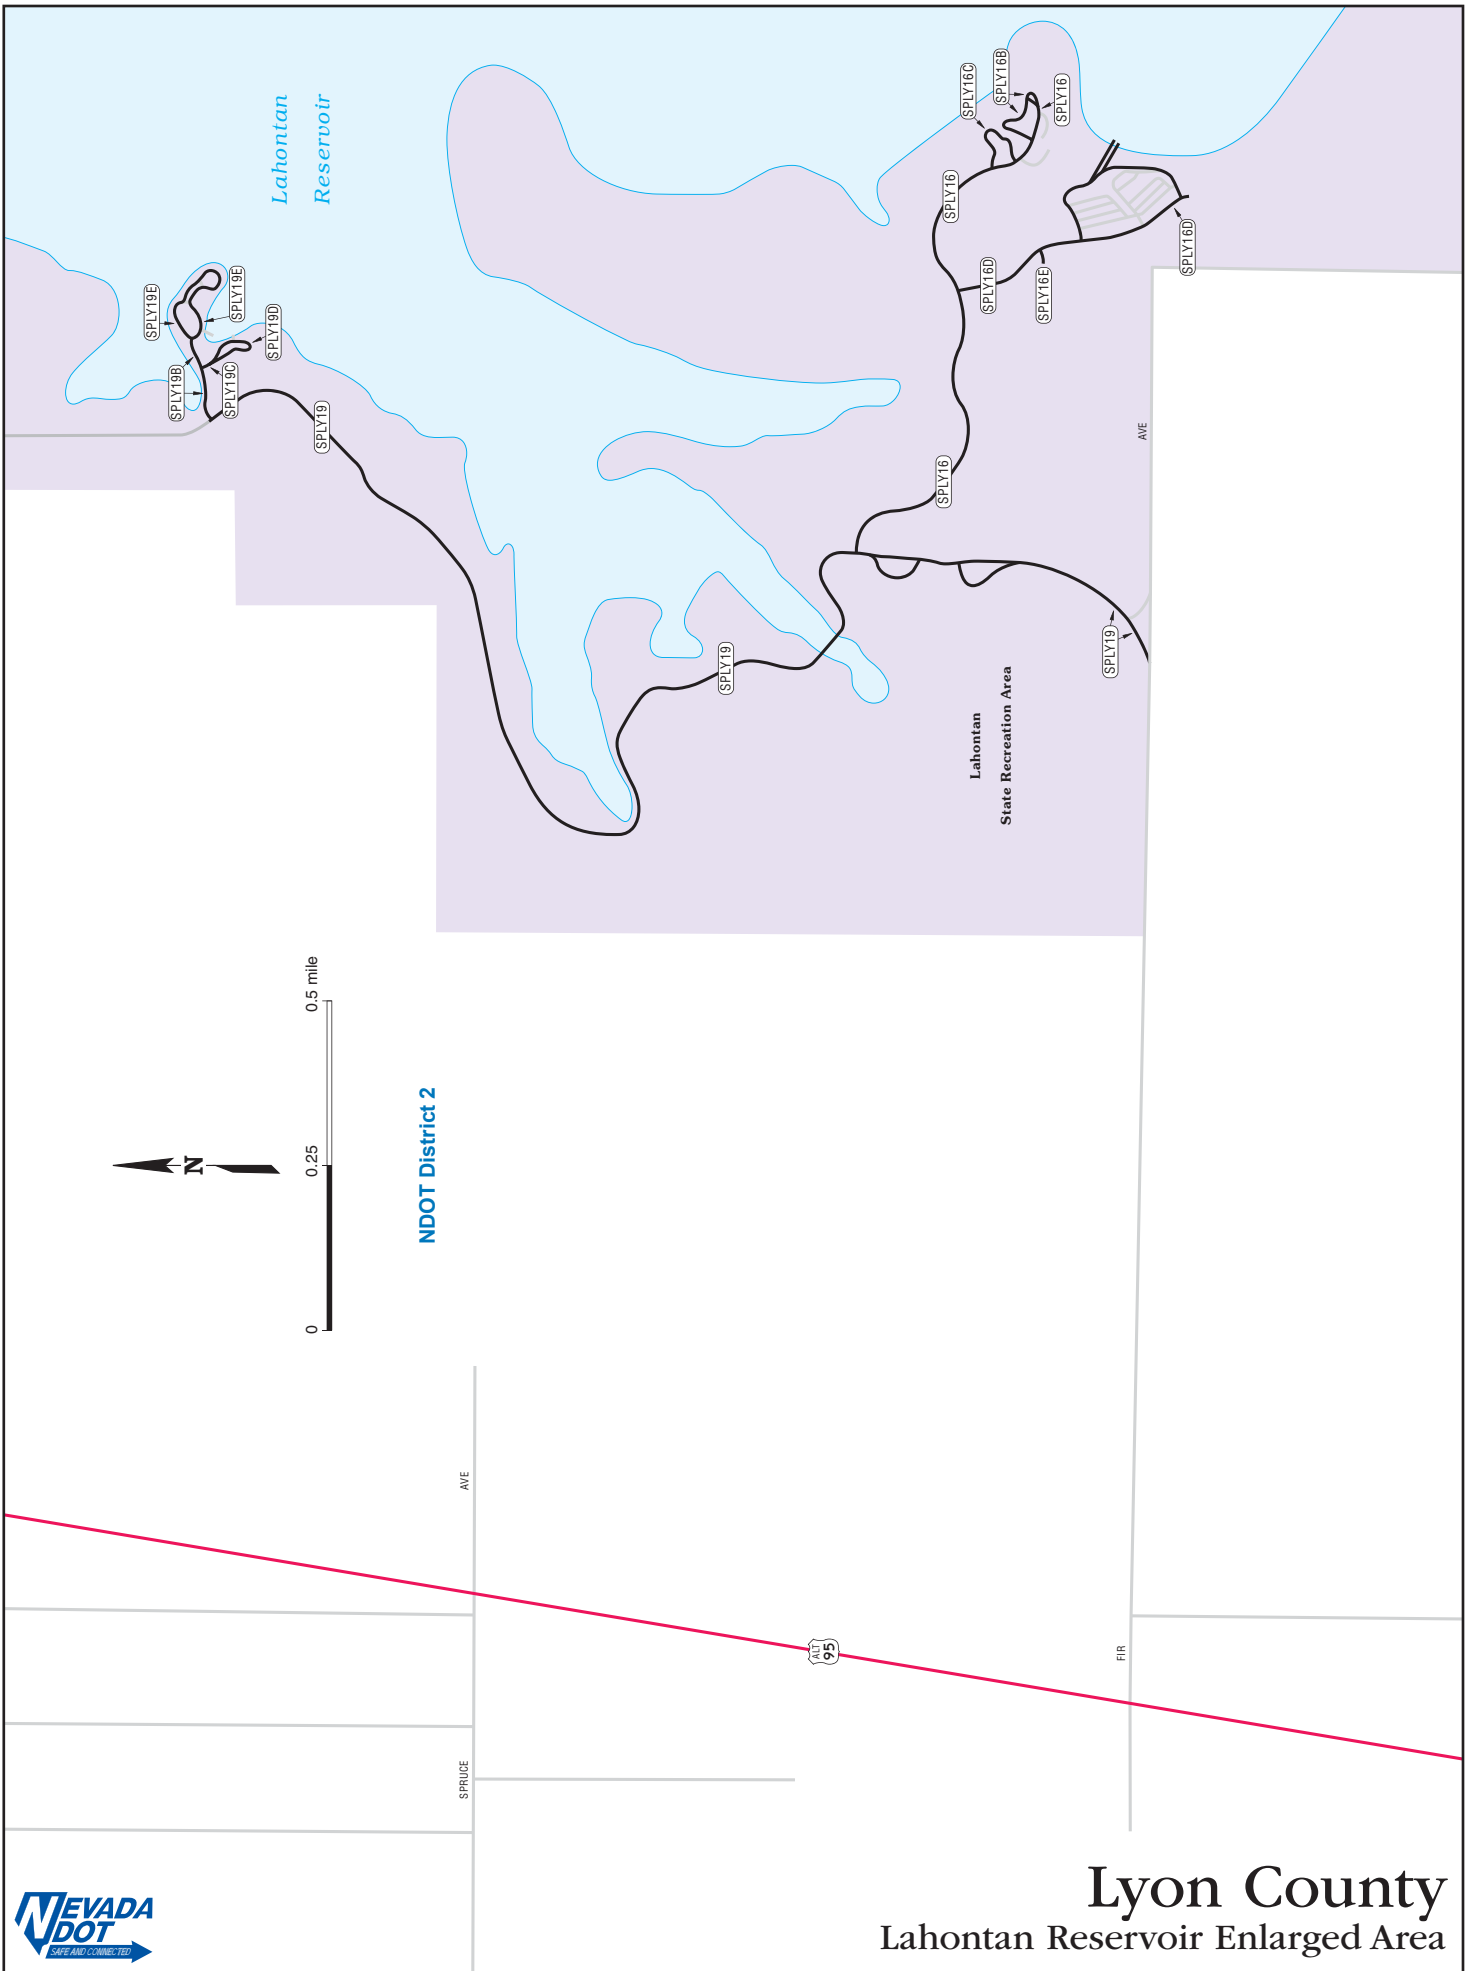 Lahontan
Reservoir
SPLY16C
SPLY16B
SPLY16
SPLY16
SPLY16D
SPLY16D
SPLY16E
SPLY19E
SPLY19E
SPLY19D
SPLY19B
SPLY19C
SPLY19
AVE
SPLY16
SPLY19
SPLY19
Lahontan
State Recreation Area
0
0.25
0.5 mile
N
NDOT District 2
AVE
ALT
95
FIR
SPRUCE
NEVADA
DOT
SAFE AND CONNECTED
Lyon County
Lahontan Reservoir Enlarged Area